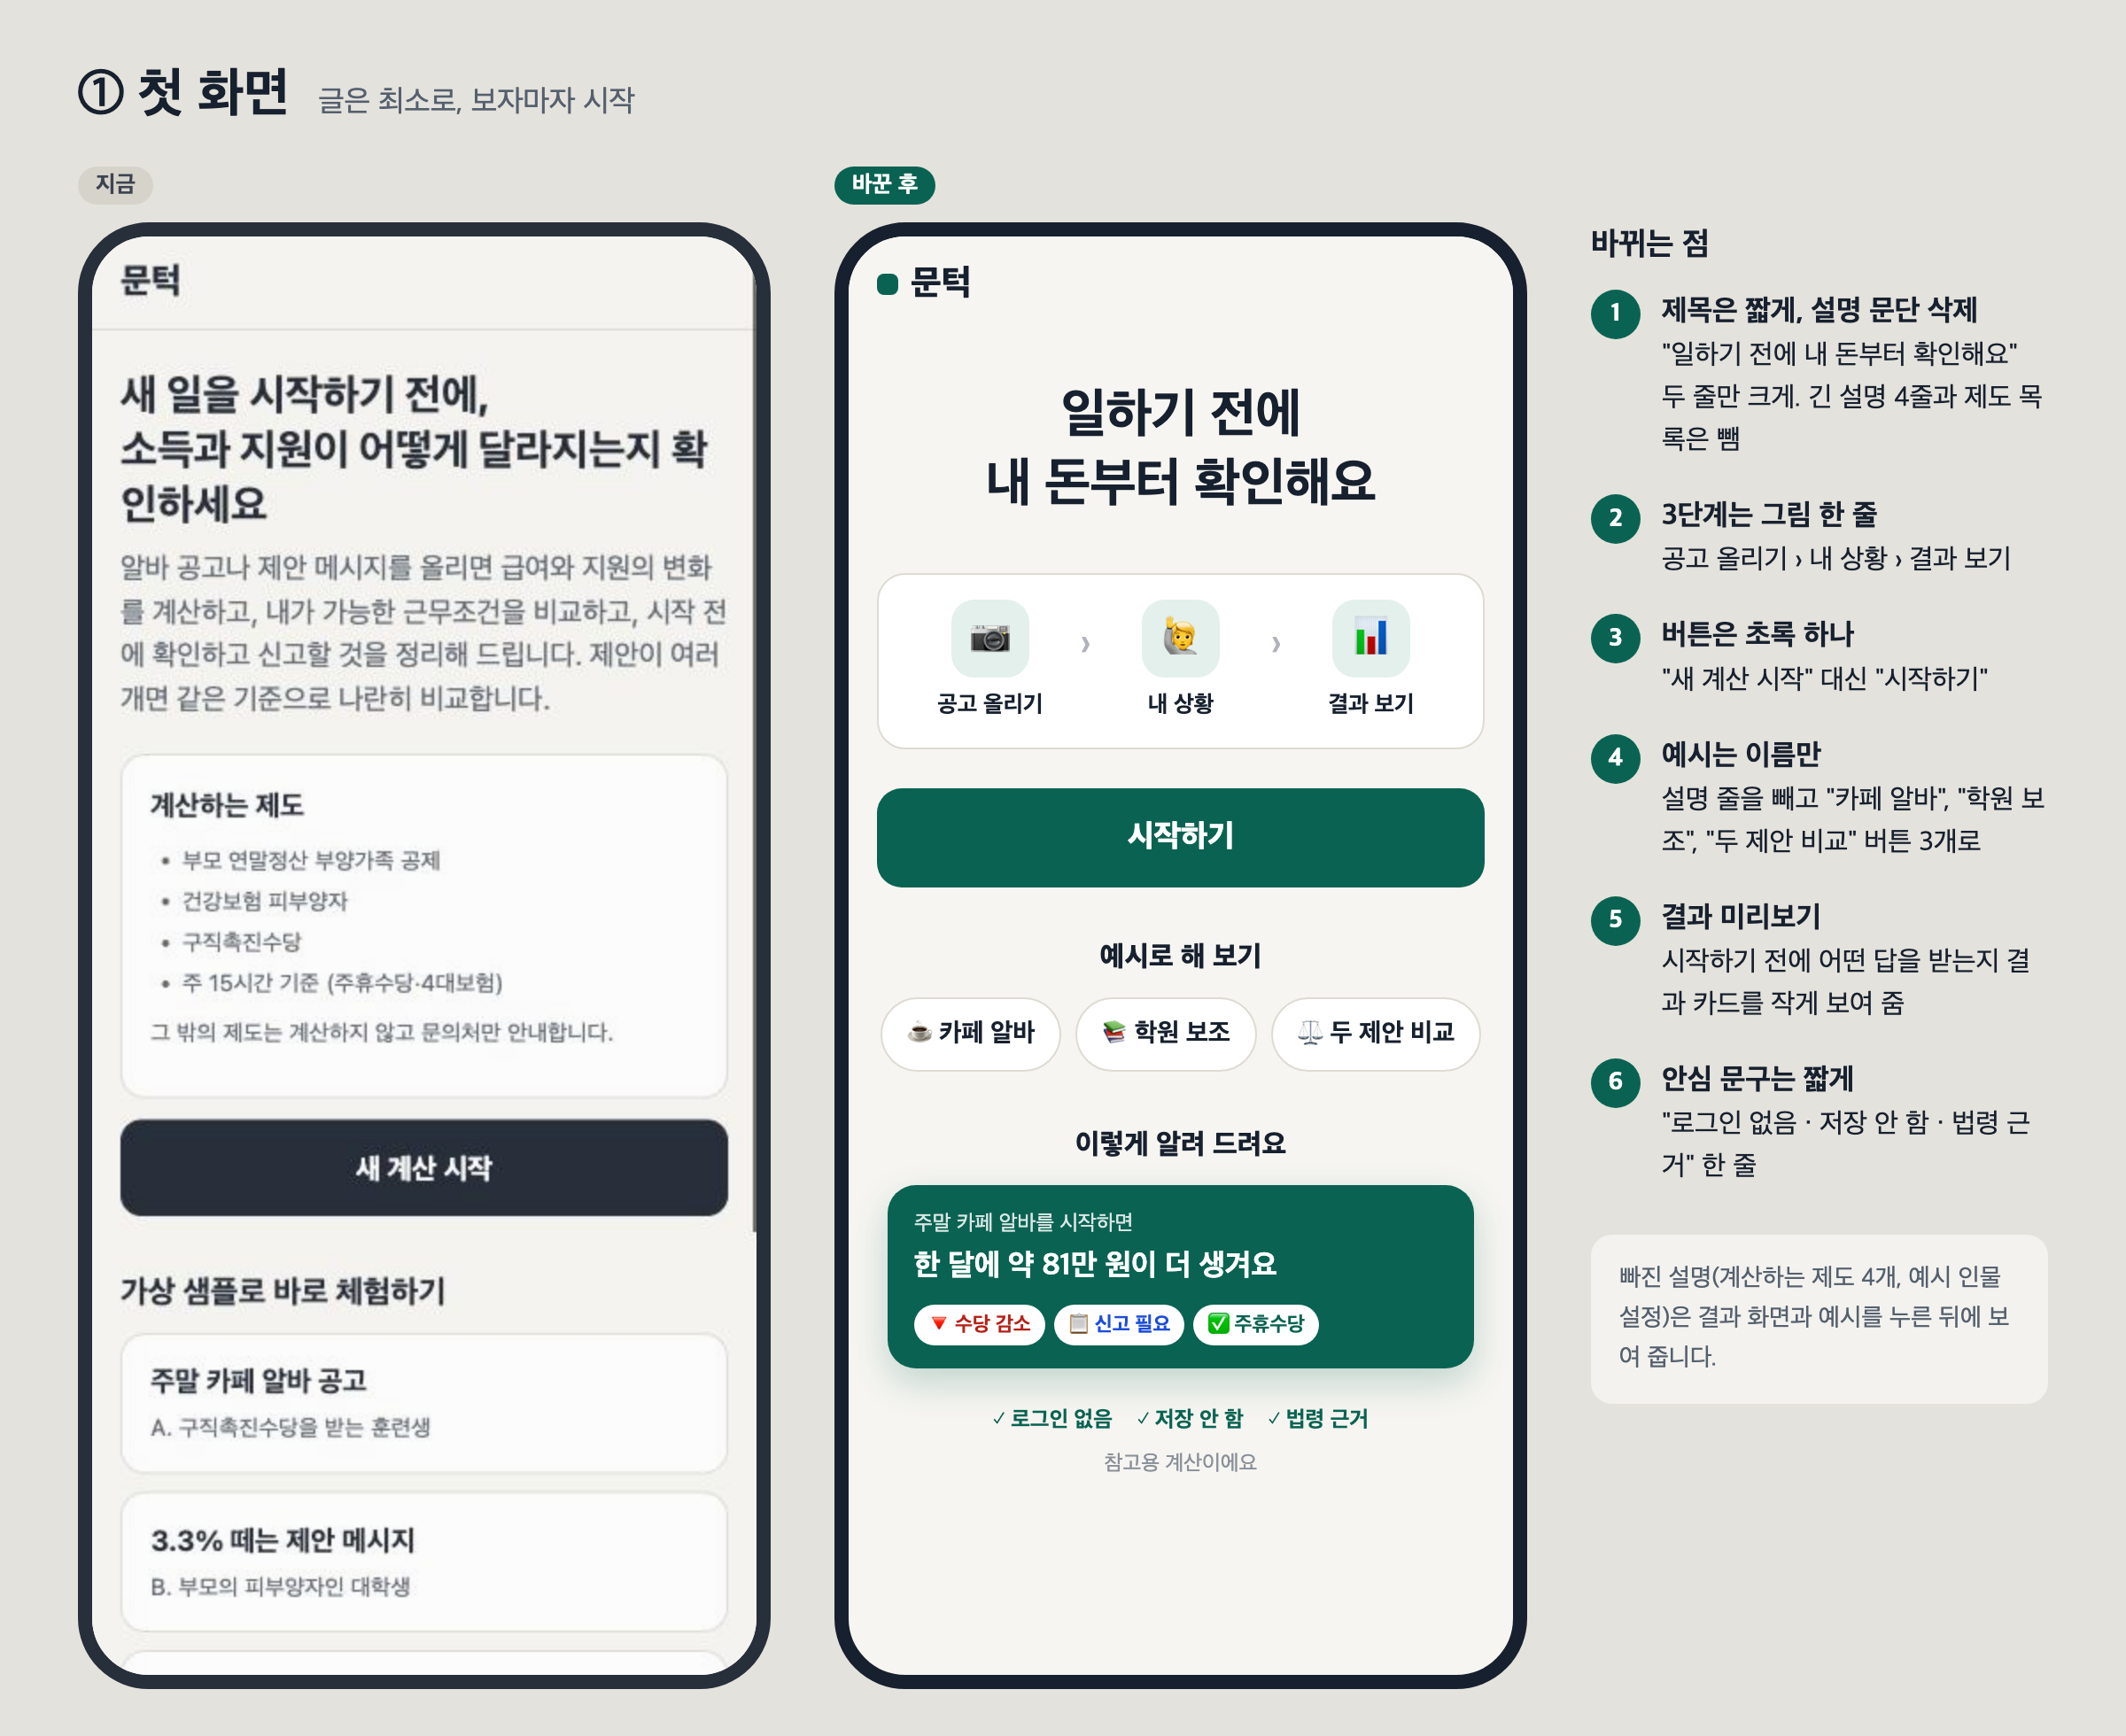 ① 첫 화면 글은 최소로, 보자마자 시작
지금
문턱
새 일을 시작하기 전에,
소득과 지원이 어떻게 달라지는지 확
인하세요
알바 공고나 제안 메시지를 올리면 급여와 지원의 변화
를 계산하고, 내가 가능한 근무조건을 비교하고, 시작 전
에 확인하고 신고할 것을 정리해 드립니다. 제안이 여러
개면 같은 기준으로 나란히 비교합니다.
계산하는 제도
• 부모 연말정산 부양가족 공제
• 건강보험 피부양자
• 구직촉진수당
• 주 15시간 기준 (주휴수당·4대보험)
그 밖의 제도는 계산하지 않고 문의처만 안내합니다.
새 계산 시작
가상 샘플로 바로 체험하기
주말 카페 알바 공고
A. 구직촉진수당을 받는 훈련생
3.3% 떼는 제안 메시지
B. 부모의 피부양자인 대학생
바꾼 후
문턱
일하기 전에
내 돈부터 확인해요
공고 올리기 › 내 상황 › 결과 보기
시작하기
예시로 해 보기
카페 알바 학원 보조 두 제안 비교
이렇게 알려 드려요
주말 카페 알바를 시작하면
한 달에 약 81만 원이 더 생겨요
수당 감소 신고 필요 주휴수당
✓ 로그인 없음 ✓ 저장 안 함 ✓ 법령 근거
참고용 계산이에요
바뀌는 점
1 제목은 짧게, 설명 문단 삭제
"일하기 전에 내 돈부터 확인해요"
두 줄만 크게. 긴 설명 4줄과 제도 목
록은 뺌
2 3단계는 그림 한 줄
공고 올리기 › 내 상황 › 결과 보기
3 버튼은 초록 하나
"새 계산 시작" 대신 "시작하기"
4 예시는 이름만
설명 줄을 빼고 "카페 알바", "학원 보
조", "두 제안 비교" 버튼 3개로
5 결과 미리보기
시작하기 전에 어떤 답을 받는지 결
과 카드를 작게 보여 줌
6 안심 문구는 짧게
"로그인 없음 · 저장 안 함 · 법령 근
거" 한 줄
빠진 설명(계산하는 제도 4개, 예시 인물
설정)은 결과 화면과 예시를 누른 뒤에 보
여 줍니다.